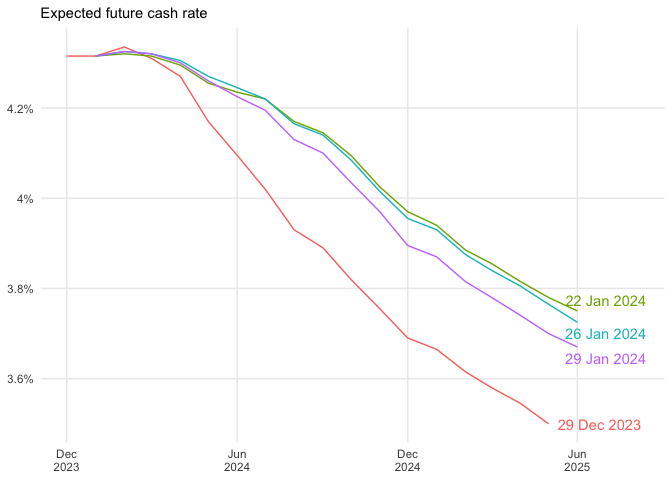 Expected future cash rate
4.2%
4%
3.8%
3.6%
22 Jan 2024
26 Jan 2024
29 Jan 2024
29 Dec 2023
Dec
2023
Jun
2024
Dec
2024
Jun
2025